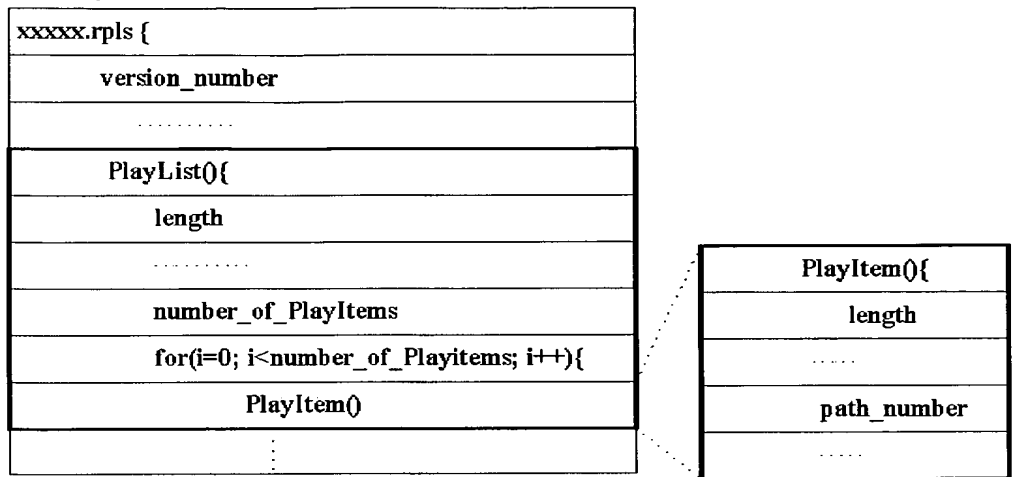 xxxxx.rpls {
version_number
..........
PlayList(){
length
..........
number_of_PlayItems
for(i=0; i<number_of_Playitems; i++){
PlayItem()
PlayItem(){
length
.....
path_number
.....